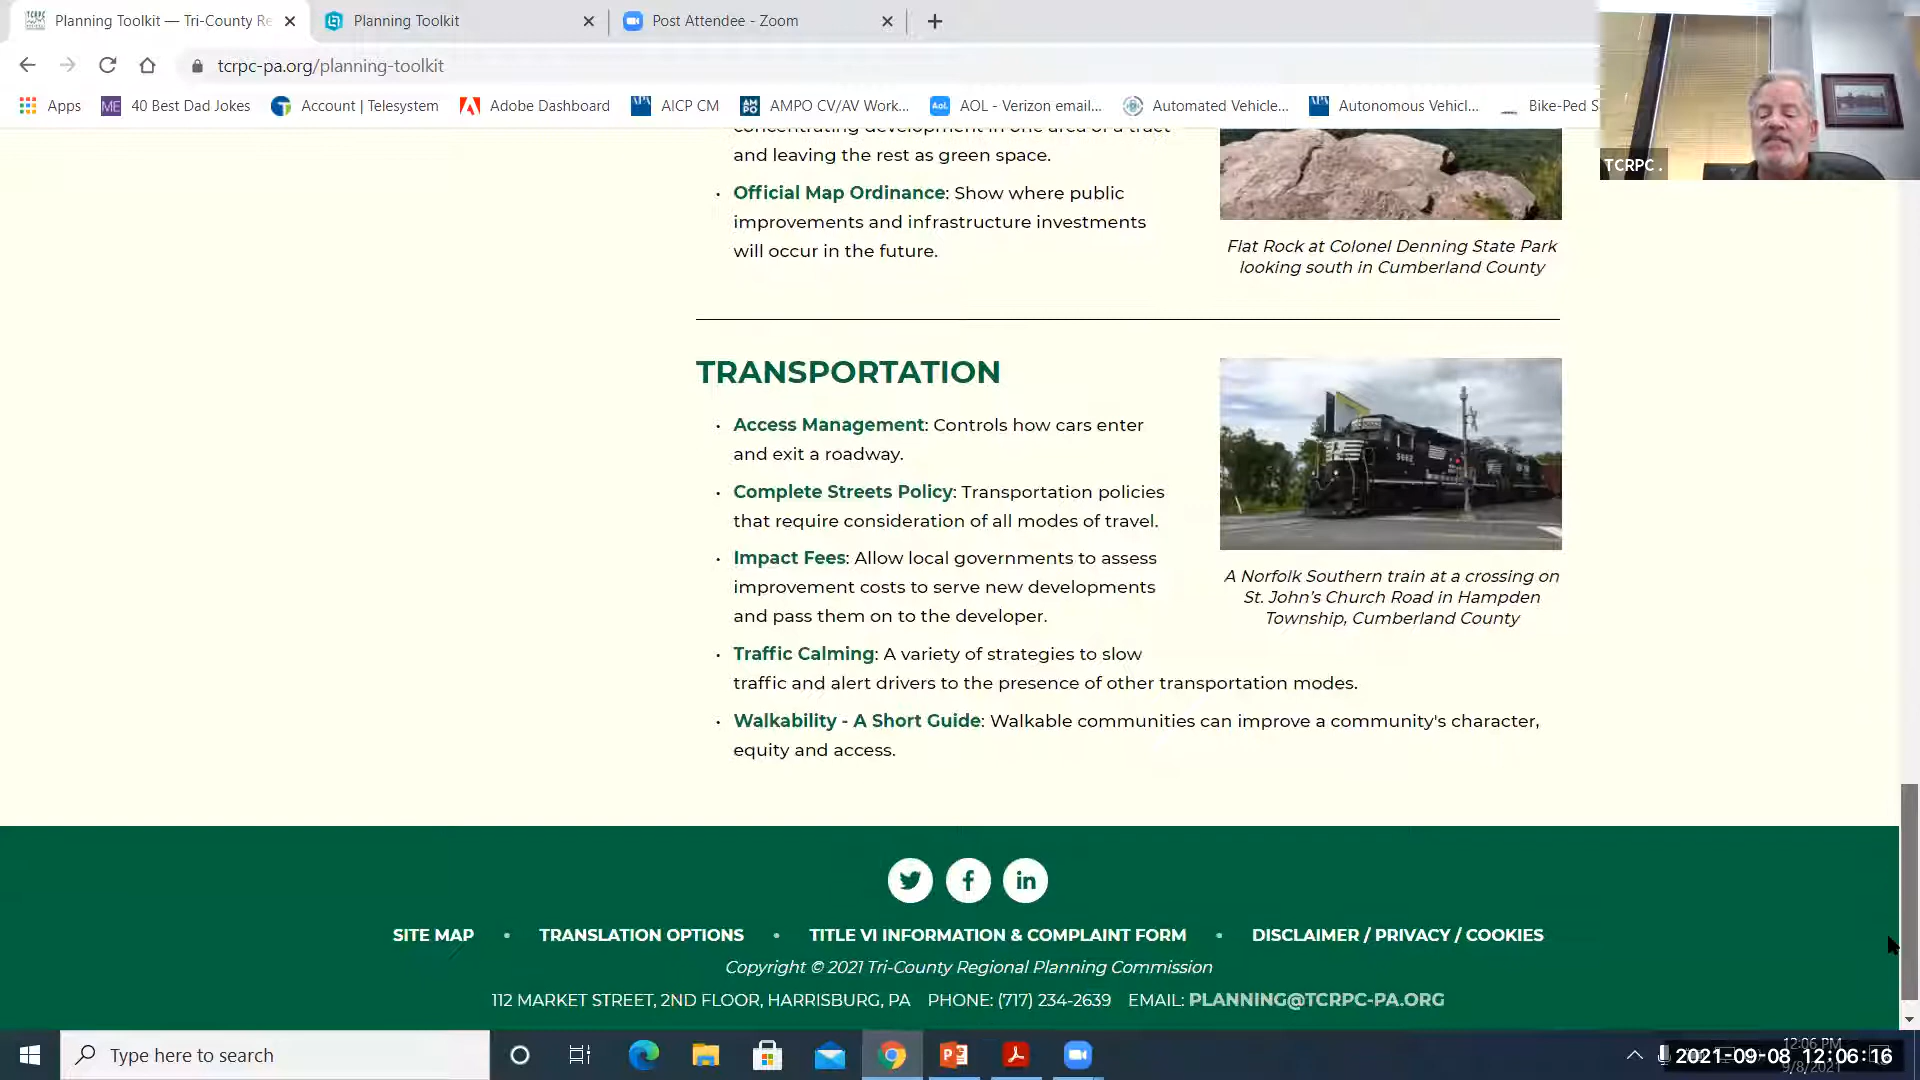 Planning Toolkit — Tri-County Re
Planning Toolkit
Post Attendee - Zoom
tcrpc-pa.org/planning-toolkit
Apps
ME
40 Best Dad Jokes
Account | Telesystem
Adobe Dashboard
AICP CM
AMPO CV/AV Work...
Aol.
AOL - Verizon email...
Automated Vehicle...
Autonomous Vehicl...
Bike-Ped S
TCRPC .
concentrating development in one area of a tract
and leaving the rest as green space.
• Official Map Ordinance: Show where public
improvements and infrastructure investments
will occur in the future.
Flat Rock at Colonel Denning State Park
looking south in Cumberland County
TRANSPORTATION
• Access Management: Controls how cars enter
and exit a roadway.
• Complete Streets Policy: Transportation policies
that require consideration of all modes of travel.
• Impact Fees: Allow local governments to assess
improvement costs to serve new developments
and pass them on to the developer.
• Traffic Calming: A variety of strategies to slow
traffic and alert drivers to the presence of other transportation modes.
• Walkability - A Short Guide: Walkable communities can improve a community's character,
equity and access.
A Norfolk Southern train at a crossing on
St. John's Church Road in Hampden
Township, Cumberland County
SITE MAP • TRANSLATION OPTIONS • TITLE VI INFORMATION & COMPLAINT FORM • DISCLAIMER / PRIVACY / COOKIES
Copyright © 2021 Tri-County Regional Planning Commission
112 MARKET STREET, 2ND FLOOR, HARRISBURG, PA PHONE: (717) 234-2639 EMAIL: PLANNING@TCRPC-PA.ORG
Type here to search
12:06 PM
2021-09-08 12:06:16
9/8/2021